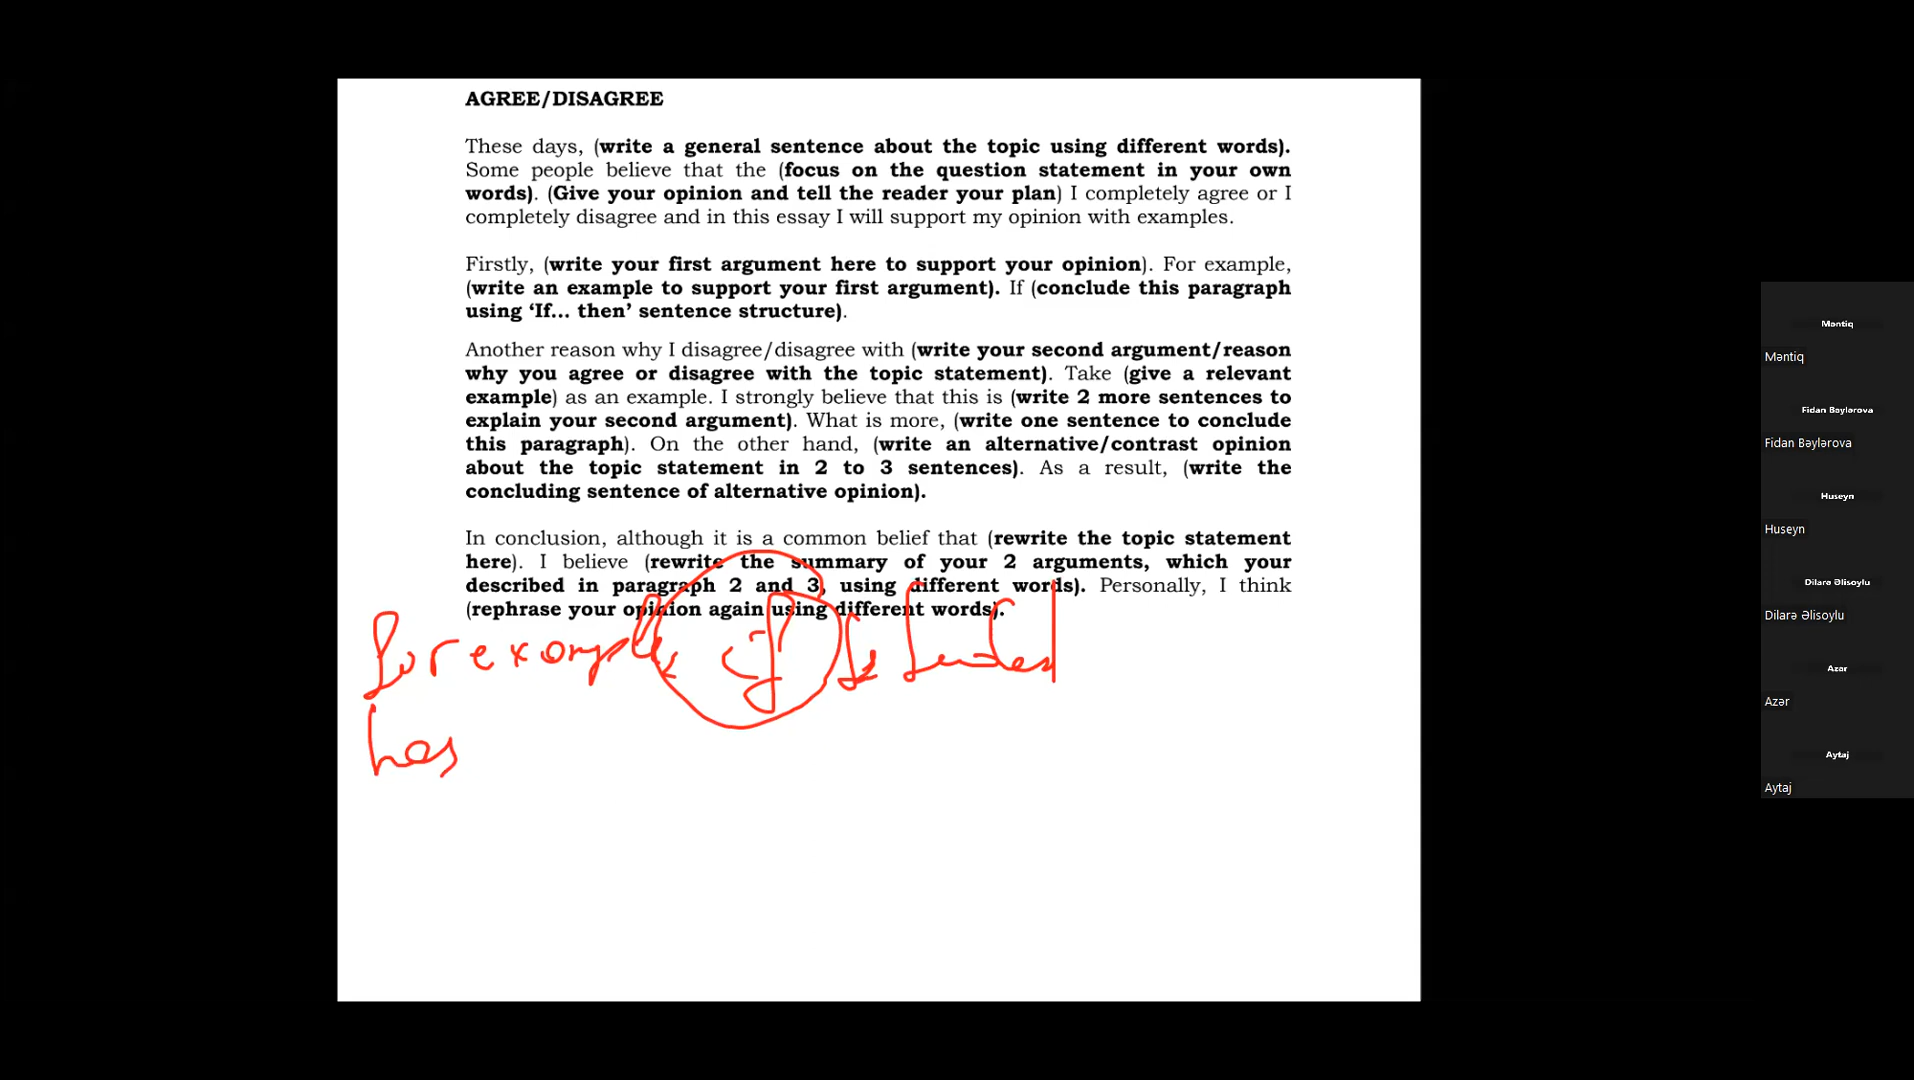 AGREE/DISAGREE
These days, (write a general sentence about the topic using different words).
Some people believe that the (focus on the question statement in your own
words). (Give your opinion and tell the reader your plan) I completely agree or I
completely disagree and in this essay I will support my opinion with examples.
Firstly, (write your first argument here to support your opinion). For example,
(write an example to support your first argument). If (conclude this paragraph
using ‘If... then’ sentence structure).
Another reason why I disagree/disagree with (write your second argument/reason
why you agree or disagree with the topic statement). Take (give a relevant
example) as an example. I strongly believe that this is (write 2 more sentences to
explain your second argument). What is more, (write one sentence to conclude
this paragraph). On the other hand, (write an alternative/contrast opinion
about the topic statement in 2 to 3 sentences). As a result, (write the
concluding sentence of alternative opinion).
In conclusion, although it is a common belief that (rewrite the topic statement
here). I believe (rewrite the summary of your 2 arguments, which your
described in paragraph 2 and 3, using different words). Personally, I think
(rephrase your opinion again using different words).
for example if
has
Məntiq
Məntiq
Fidan Bəylərova
Fidan Bəylərova
Huseyn
Huseyn
Dilarə Əlisoylu
Dilarə Əlisoylu
Azər
Azər
Aytaj
Aytaj